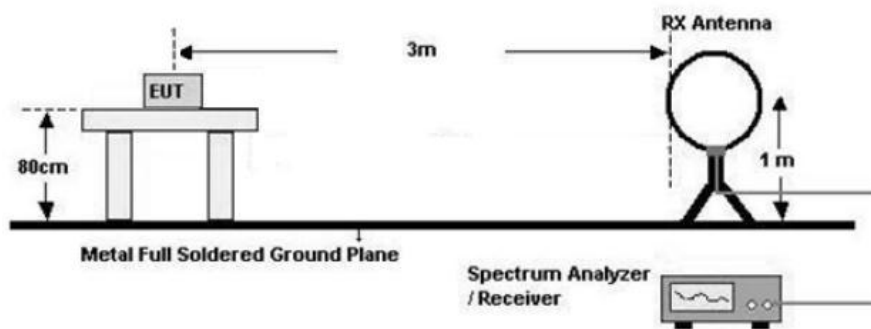 RX Antenna
3m
EUT
80cm
1 m
Metal Full Soldered Ground Plane
Spectrum Analyzer
/ Receiver